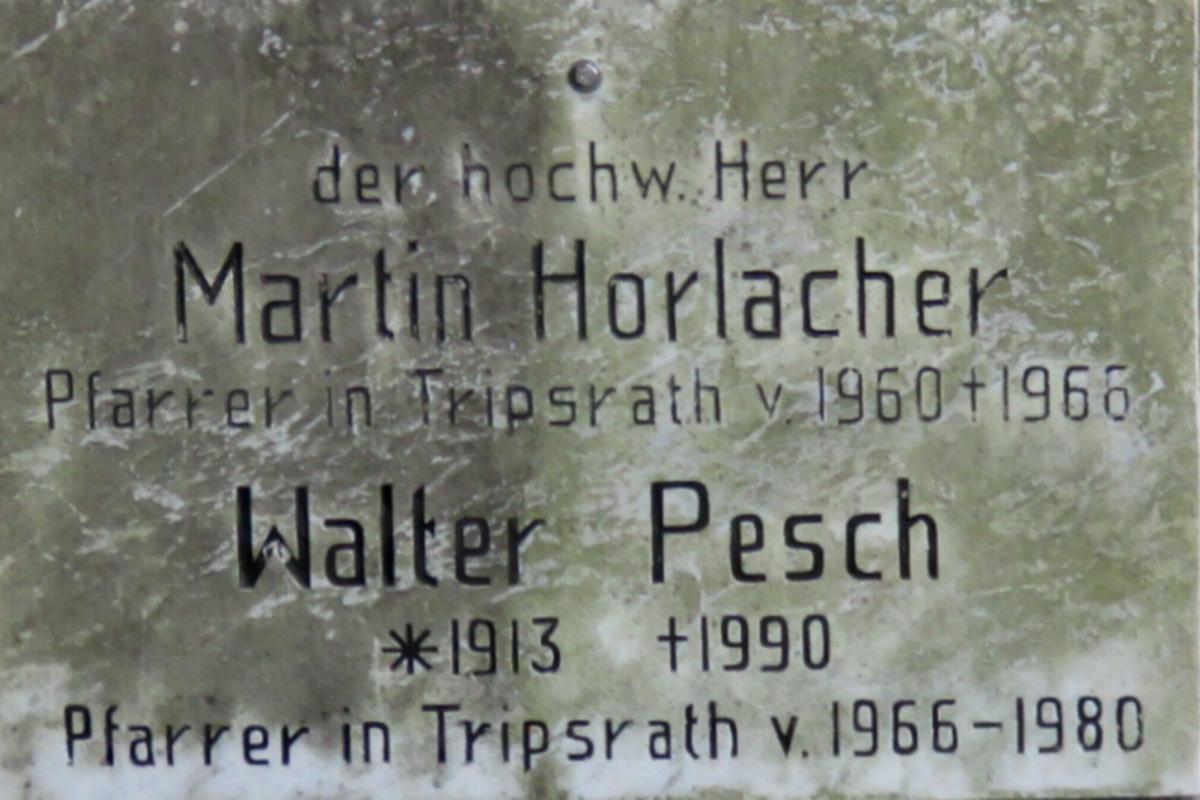 der hochw. Herr
Martin Horlacher
Pfarrer in Tripsrath v. 1960 †1966
Walter Pesch
*1913 †1990
Pfarrer in Tripsrath v. 1966-1980